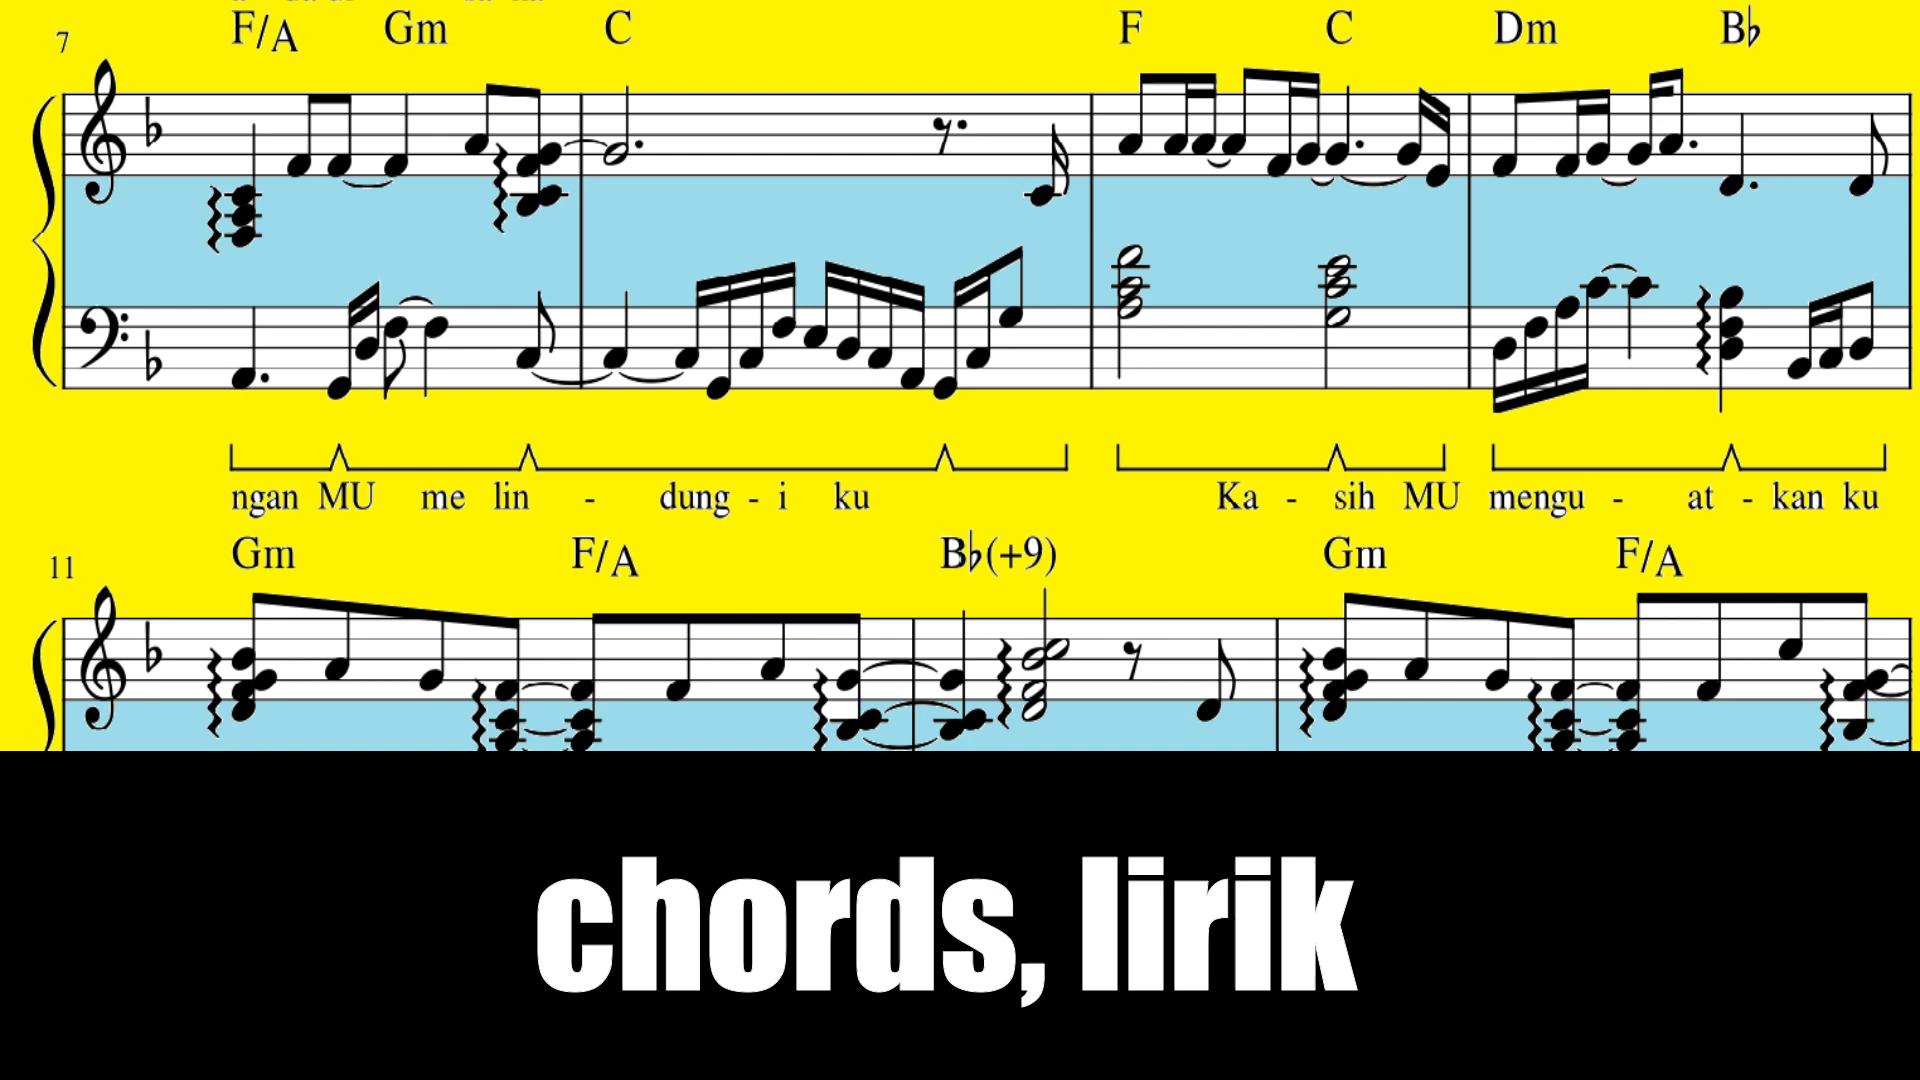 7 F/A Gm C F C Dm B♭
ngan MU me lin - dung - i ku Ka - sih MU mengu - at - kan ku
11 Gm F/A B♭(+9) Gm F/A
chords, lirik